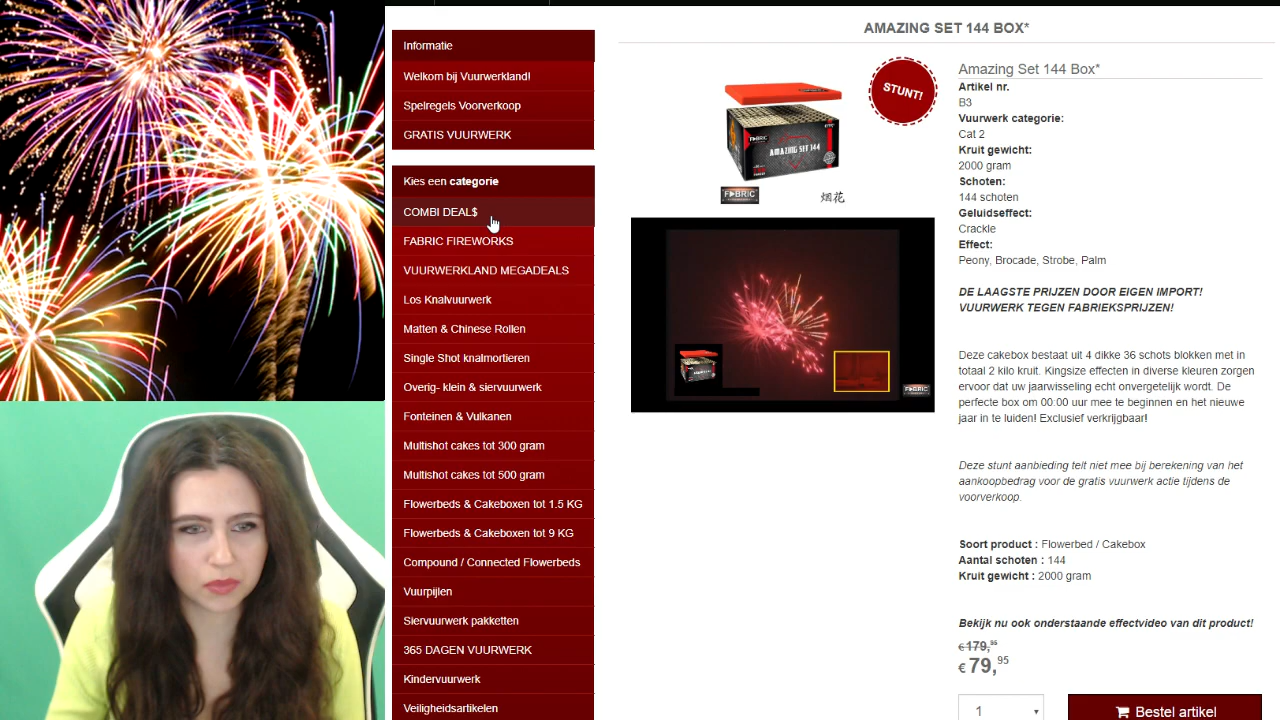 Informatie
Welkom bij Vuurwerkland!
Spelregels Voorverkoop
GRATIS VUURWERK
Kies een categorie
COMBI DEAL$
FABRIC FIREWORKS
VUURWERKLAND MEGADEALS
Los Knalvuurwerk
Matten & Chinese Rollen
Single Shot knalmortieren
Overig- klein & siervuurwerk
Fonteinen & Vulkanen
Multishot cakes tot 300 gram
Multishot cakes tot 500 gram
Flowerbeds & Cakeboxen tot 1.5 KG
Flowerbeds & Cakeboxen tot 9 KG
Compound / Connected Flowerbeds
Vuurpijlen
Siervuurwerk pakketten
365 DAGEN VUURWERK
Kindervuurwerk
Veiligheidsartikelen
AMAZING SET 144 BOX*
STUNT!
FABRIC
AMAZING SET 144
FABRIC
烟花
FABRIC
Amazing Set 144 Box*
Artikel nr.
B3
Vuurwerk categorie:
Cat 2
Kruit gewicht:
2000 gram
Schoten:
144 schoten
Geluidseffect:
Crackle
Effect:
Peony, Brocade, Strobe, Palm
DE LAAGSTE PRIJZEN DOOR EIGEN IMPORT!
VUURWERK TEGEN FABRIEKSPRIJZEN!
Deze cakebox bestaat uit 4 dikke 36 schots blokken met in
totaal 2 kilo kruit. Kingsize effecten in diverse kleuren zorgen
ervoor dat uw jaarwisseling echt onvergetelijk wordt. De
perfecte box om 00:00 uur mee te beginnen en het nieuwe
jaar in te luiden! Exclusief verkrijgbaar!
Deze stunt aanbieding telt niet mee bij berekening van het
aankoopbedrag voor de gratis vuurwerk actie tijdens de
voorverkoop.
Soort product : Flowerbed / Cakebox
Aantal schoten : 144
Kruit gewicht : 2000 gram
Bekijk nu ook onderstaande effectvideo van dit product!
€ 179,95
€ 79,95
1
Bestel artikel